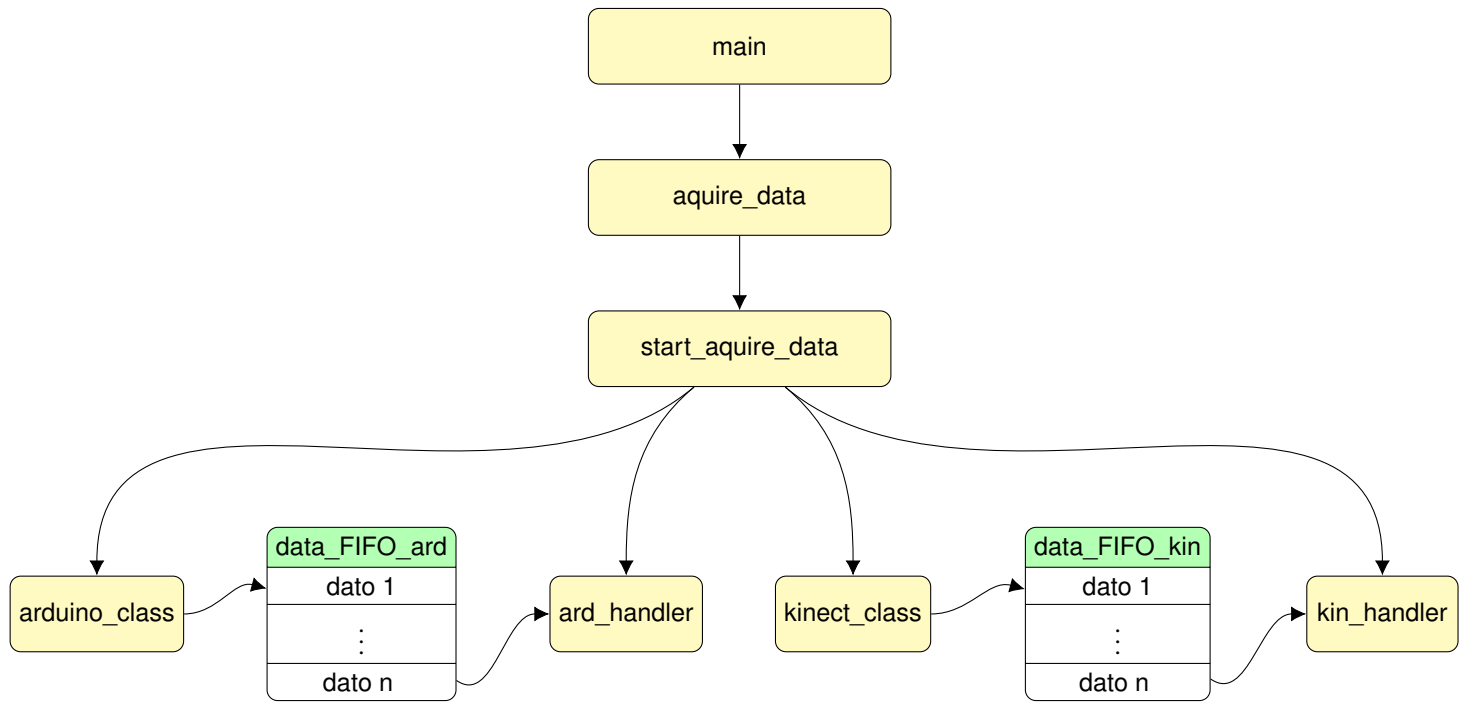 main
aquire_data
start_aquire_data
data_FIFO_ard
dato 1
⋮
dato n
arduino_class
ard_handler
data_FIFO_kin
dato 1
⋮
dato n
kinect_class
kin_handler